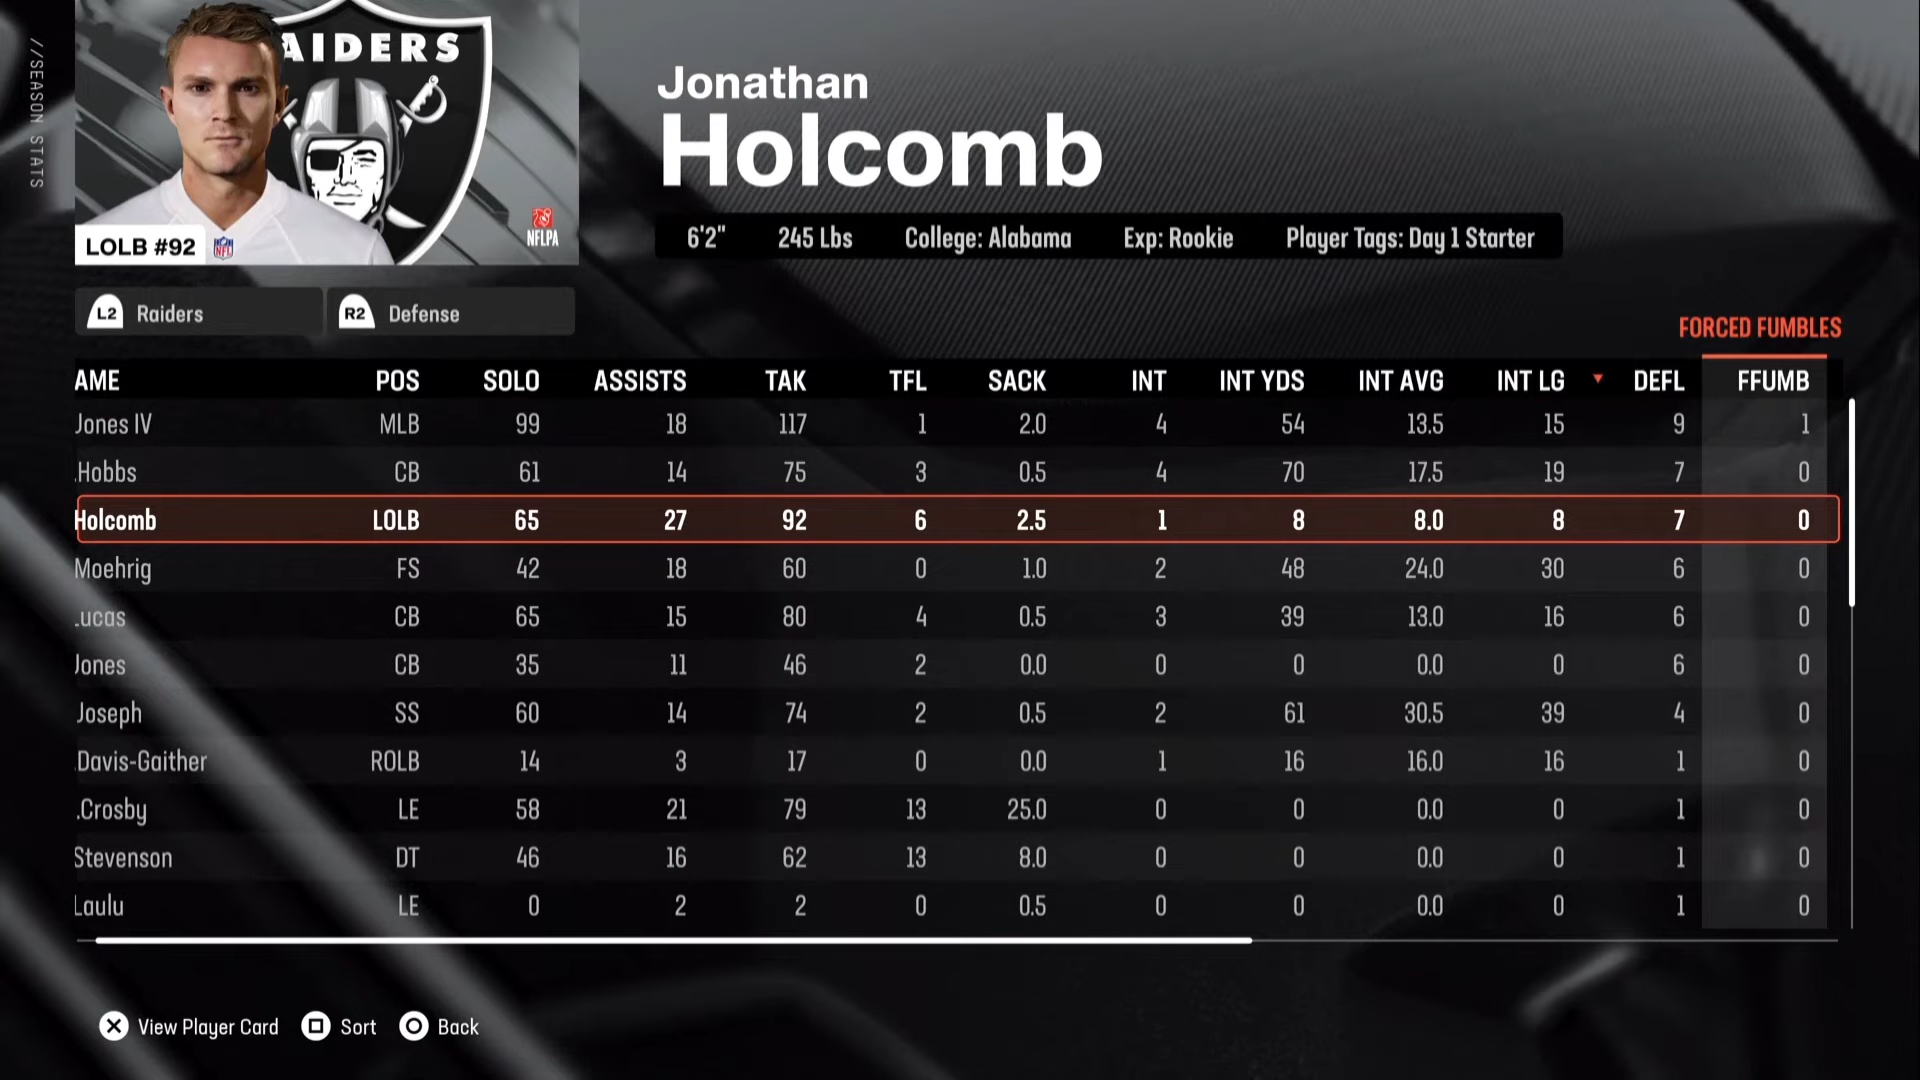 //SEASON STATS
RAIDERS
NFLPA
LOLB #92
NFL
Jonathan
Holcomb
6'2" 245 Lbs College: Alabama Exp: Rookie Player Tags: Day 1 Starter
L2 Raiders R2 Defense
FORCED FUMBLES
AME POS SOLO ASSISTS TAK TFL SACK INT INT YDS INT AVG INT LG DEFL FFUMB
Jones IV MLB 99 18 117 1 2.0 4 54 13.5 15 9 1
.Hobbs CB 61 14 75 3 0.5 4 70 17.5 19 7 0
Holcomb LOLB 65 27 92 6 2.5 1 8 8.0 8 7 0
Moehrig FS 42 18 60 0 1.0 2 48 24.0 30 6 0
Lucas CB 65 15 80 4 0.5 3 39 13.0 16 6 0
Jones CB 35 11 46 2 0.0 0 0 0.0 0 6 0
Joseph SS 60 14 74 2 0.5 2 61 30.5 39 4 0
.Davis-Gaither ROLB 14 3 17 0 0.0 1 16 16.0 16 1 0
.Crosby LE 58 21 79 13 25.0 0 0 0.0 0 1 0
Stevenson DT 46 16 62 13 8.0 0 0 0.0 0 1 0
Laulu LE 0 2 2 0 0.5 0 0 0.0 0 1 0
View Player Card Sort Back